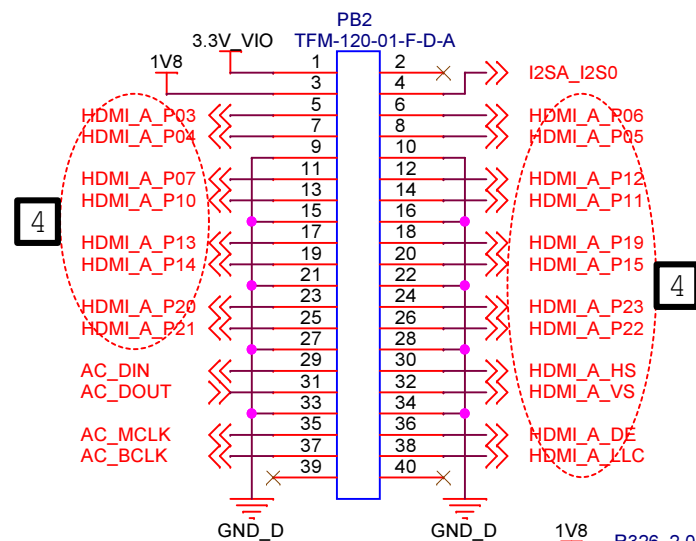 PB2
3.3V_VIO TFM-120-01-F-D-A
1V8 1 2 I2SA_I2S0
3 4
HDMI_A_P03 5 6 HDMI_A_P06
HDMI_A_P04 7 8 HDMI_A_P05
9 10
HDMI_A_P07 11 12 HDMI_A_P12
HDMI_A_P10 13 14 HDMI_A_P11
4 15 16
HDMI_A_P13 17 18 HDMI_A_P19
HDMI_A_P14 19 20 HDMI_A_P15
21 22 4
HDMI_A_P20 23 24 HDMI_A_P23
HDMI_A_P21 25 26 HDMI_A_P22
27 28
AC_DIN 29 30 HDMI_A_HS
AC_DOUT 31 32 HDMI_A_VS
33 34
AC_MCLK 35 36 HDMI_A_DE
AC_BCLK 37 38 HDMI_A_LLC
39 40
GND_D GND_D 1V8